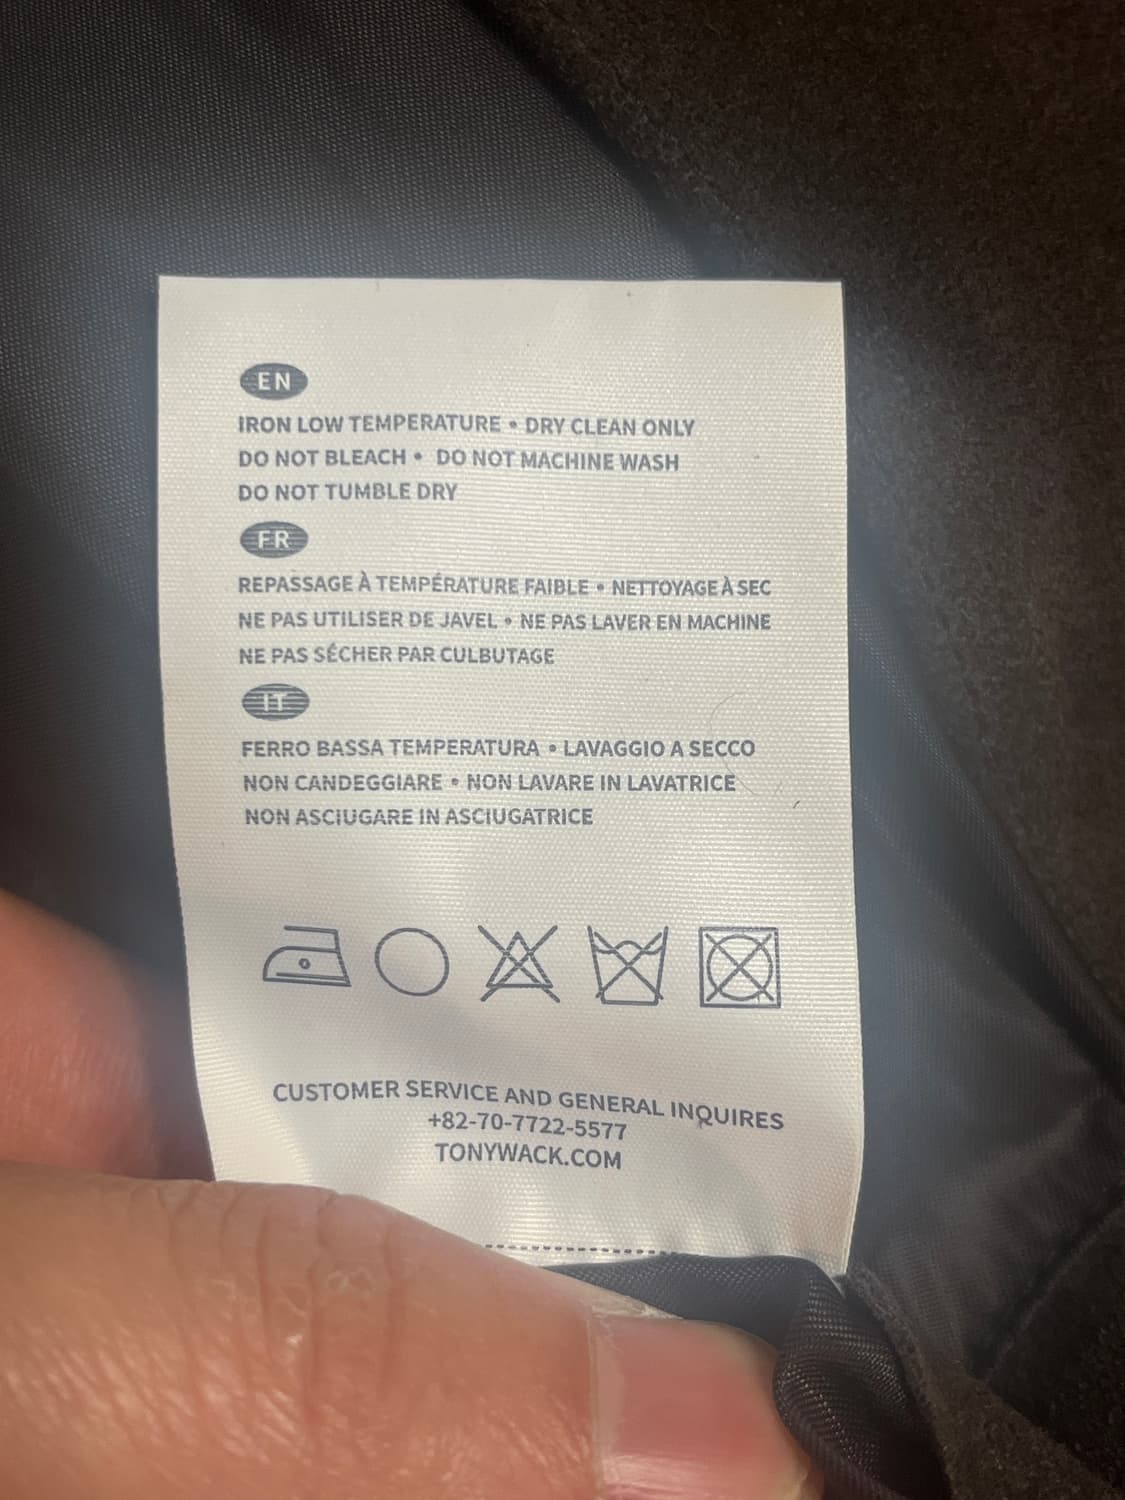 EN
IRON LOW TEMPERATURE • DRY CLEAN ONLY
DO NOT BLEACH • DO NOT MACHINE WASH
DO NOT TUMBLE DRY
FR
REPASSAGE À TEMPÉRATURE FAIBLE • NETTOYAGE À SEC
NE PAS UTILISER DE JAVEL • NE PAS LAVER EN MACHINE
NE PAS SÉCHER PAR CULBUTAGE
IT
FERRO BASSA TEMPERATURA • LAVAGGIO A SECCO
NON CANDEGGIARE • NON LAVARE IN LAVATRICE
NON ASCIUGARE IN ASCIUGATRICE
CUSTOMER SERVICE AND GENERAL INQUIRES
+82-70-7722-5577
TONYWACK.COM